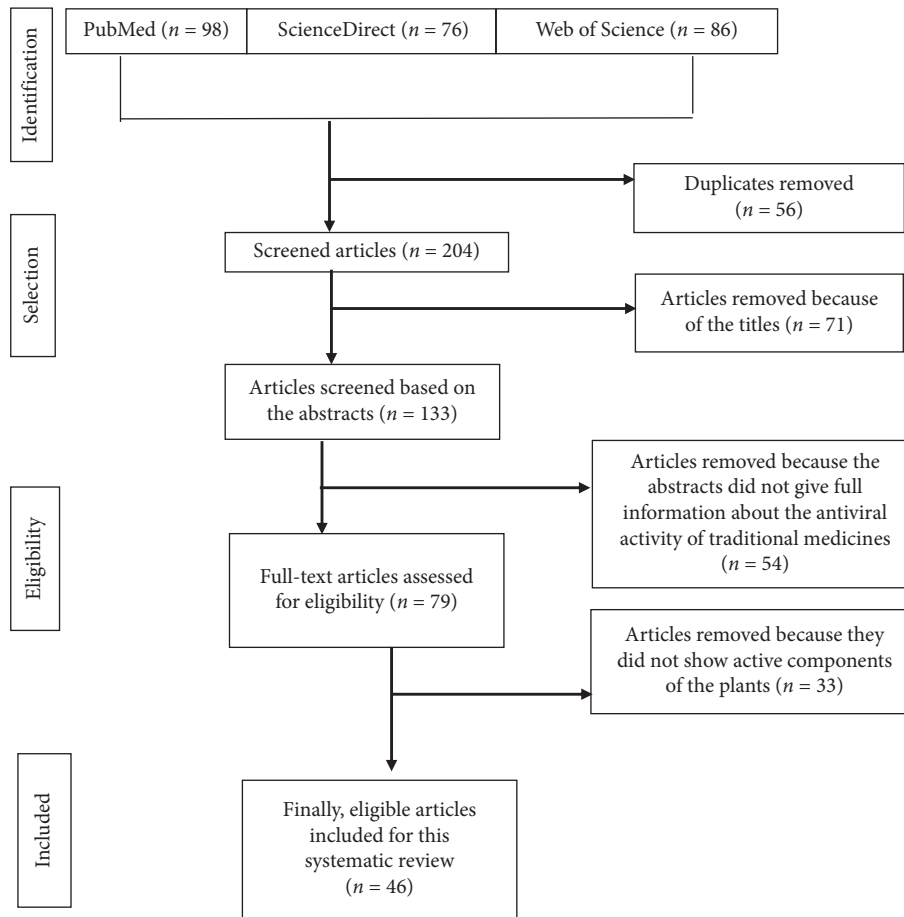 Identification
PubMed (n = 98)
ScienceDirect (n = 76)
Web of Science (n = 86)
Duplicates removed
(n = 56)
Selection
Screened articles (n = 204)
Articles removed because
of the titles (n = 71)
Articles screened based on
the abstracts (n = 133)
Eligibility
Articles removed because the
abstracts did not give full
information about the antiviral
activity of traditional medicines
(n = 54)
Full-text articles assessed
for eligibility (n = 79)
Articles removed because they
did not show active components
of the plants (n = 33)
Included
Finally, eligible articles
included for this
systematic review
(n = 46)